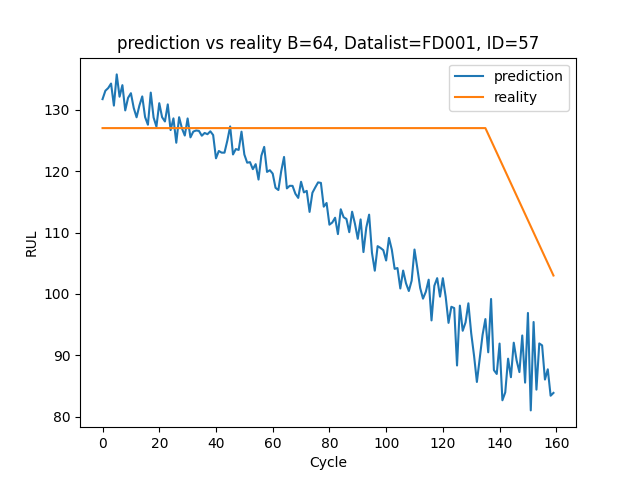 prediction vs reality B=64, Datalist=FD001, ID=57
prediction
reality
RUL
130
120
110
100
90
80
0 20 40 60 80 100 120 140 160
Cycle